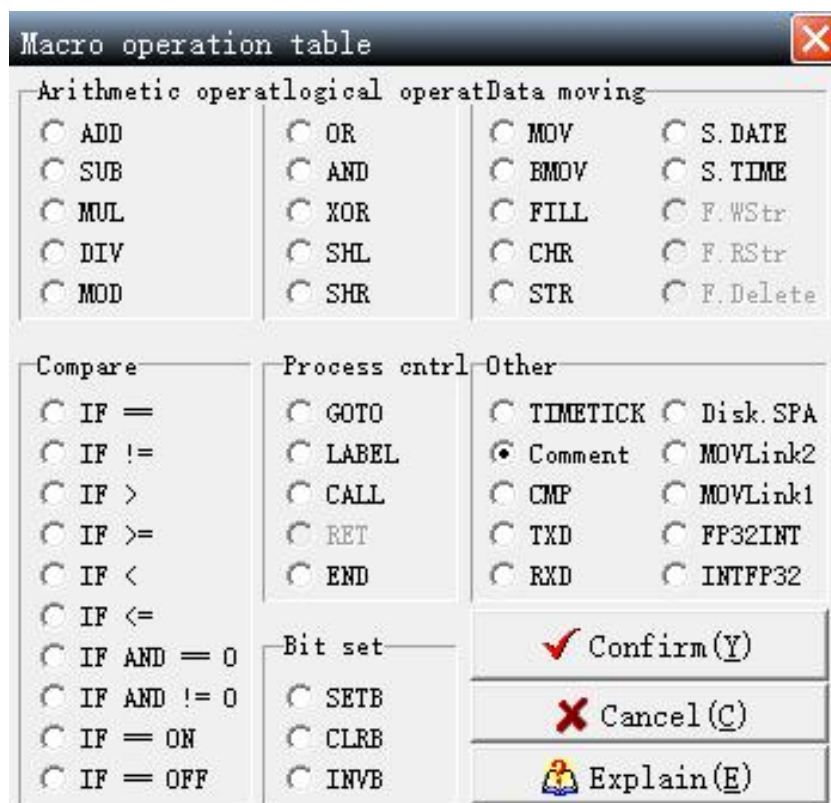 Macro operation table
Arithmetic operatlogical operatData moving
ADD OR MOV S.DATE
SUB AND BMOV S.TIME
MUL XOR FILL F.WStr
DIV SHL CHR F.RStr
MOD SHR STR F.Delete
Compare Process cntrl Other
IF == GOTO TIMETICK Disk.SPA
IF != LABEL Comment MOVLink2
IF > CALL CMP MOVLink1
IF >= RET TXD FP32INT
IF < END RXD INTFP32
IF <=
IF AND == 0 Bit set Confirm(Y)
IF AND != 0 SETB Cancel(C)
IF == ON CLRB
IF == OFF INVB Explain(E)